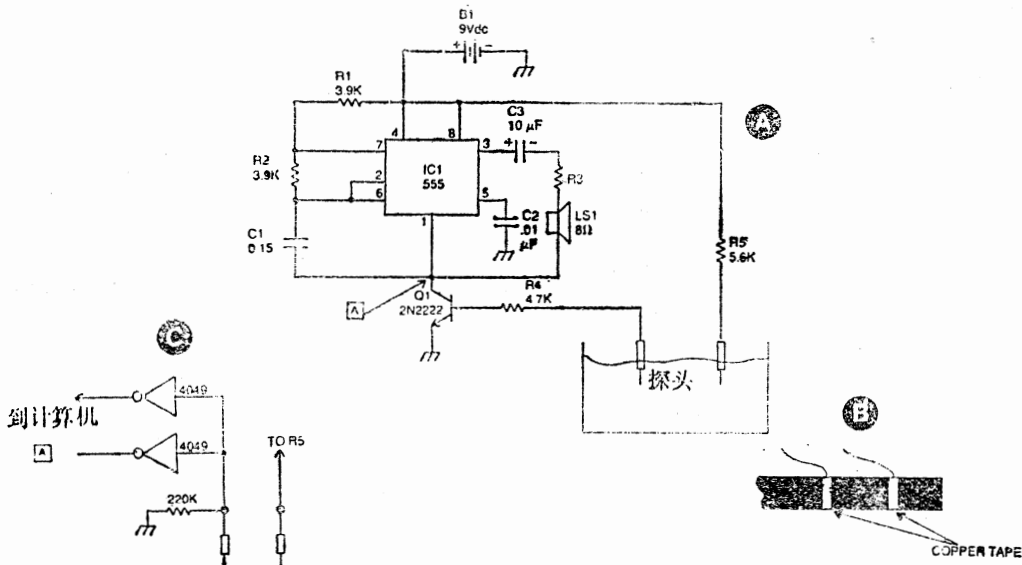 B1
9Vdc
+ -
R1
3.9K
C3
10 μF
A
4
8
7
3
+ -
R2
3.9K
2
IC1
555
R3
6
5
C1
0.15
1
C2
.01
μF
LS1
8Ω
R5
5.6K
R4
4.7K
A
Q1
2N2222
C
探头
4049
到计算机
B
A
4049
TO R5
220K
COPPER TAPE